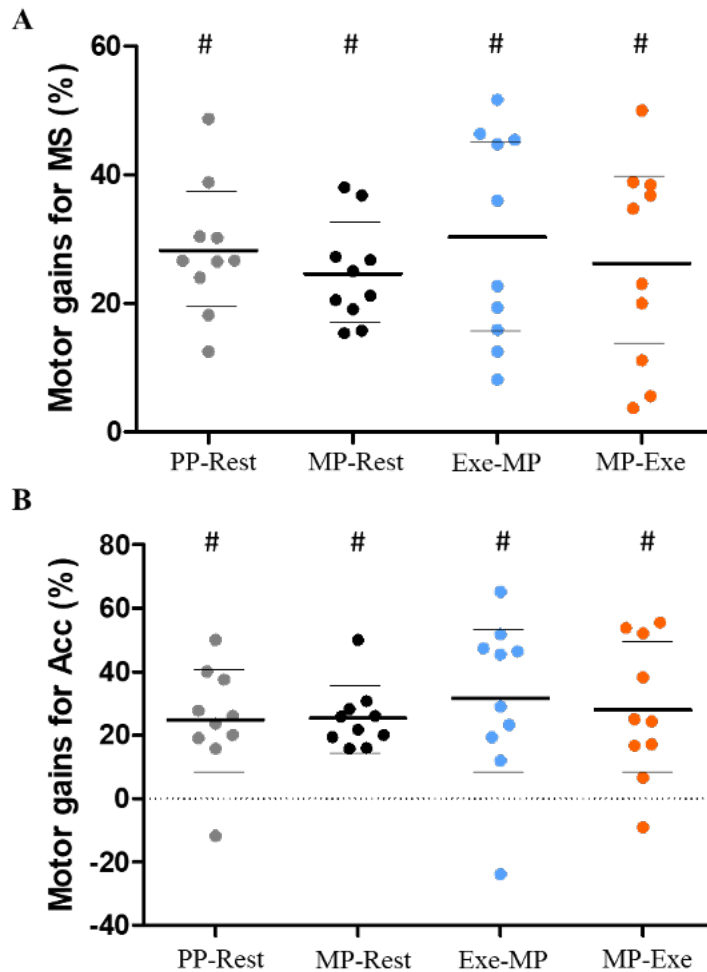 A
Motor gains for MS (%)
60
40
20
0
# # # #
PP-Rest MP-Rest Exe-MP MP-Exe
B
Motor gains for Acc (%)
80
60
40
20
0
-20
-40
# # # #
PP-Rest MP-Rest Exe-MP MP-Exe